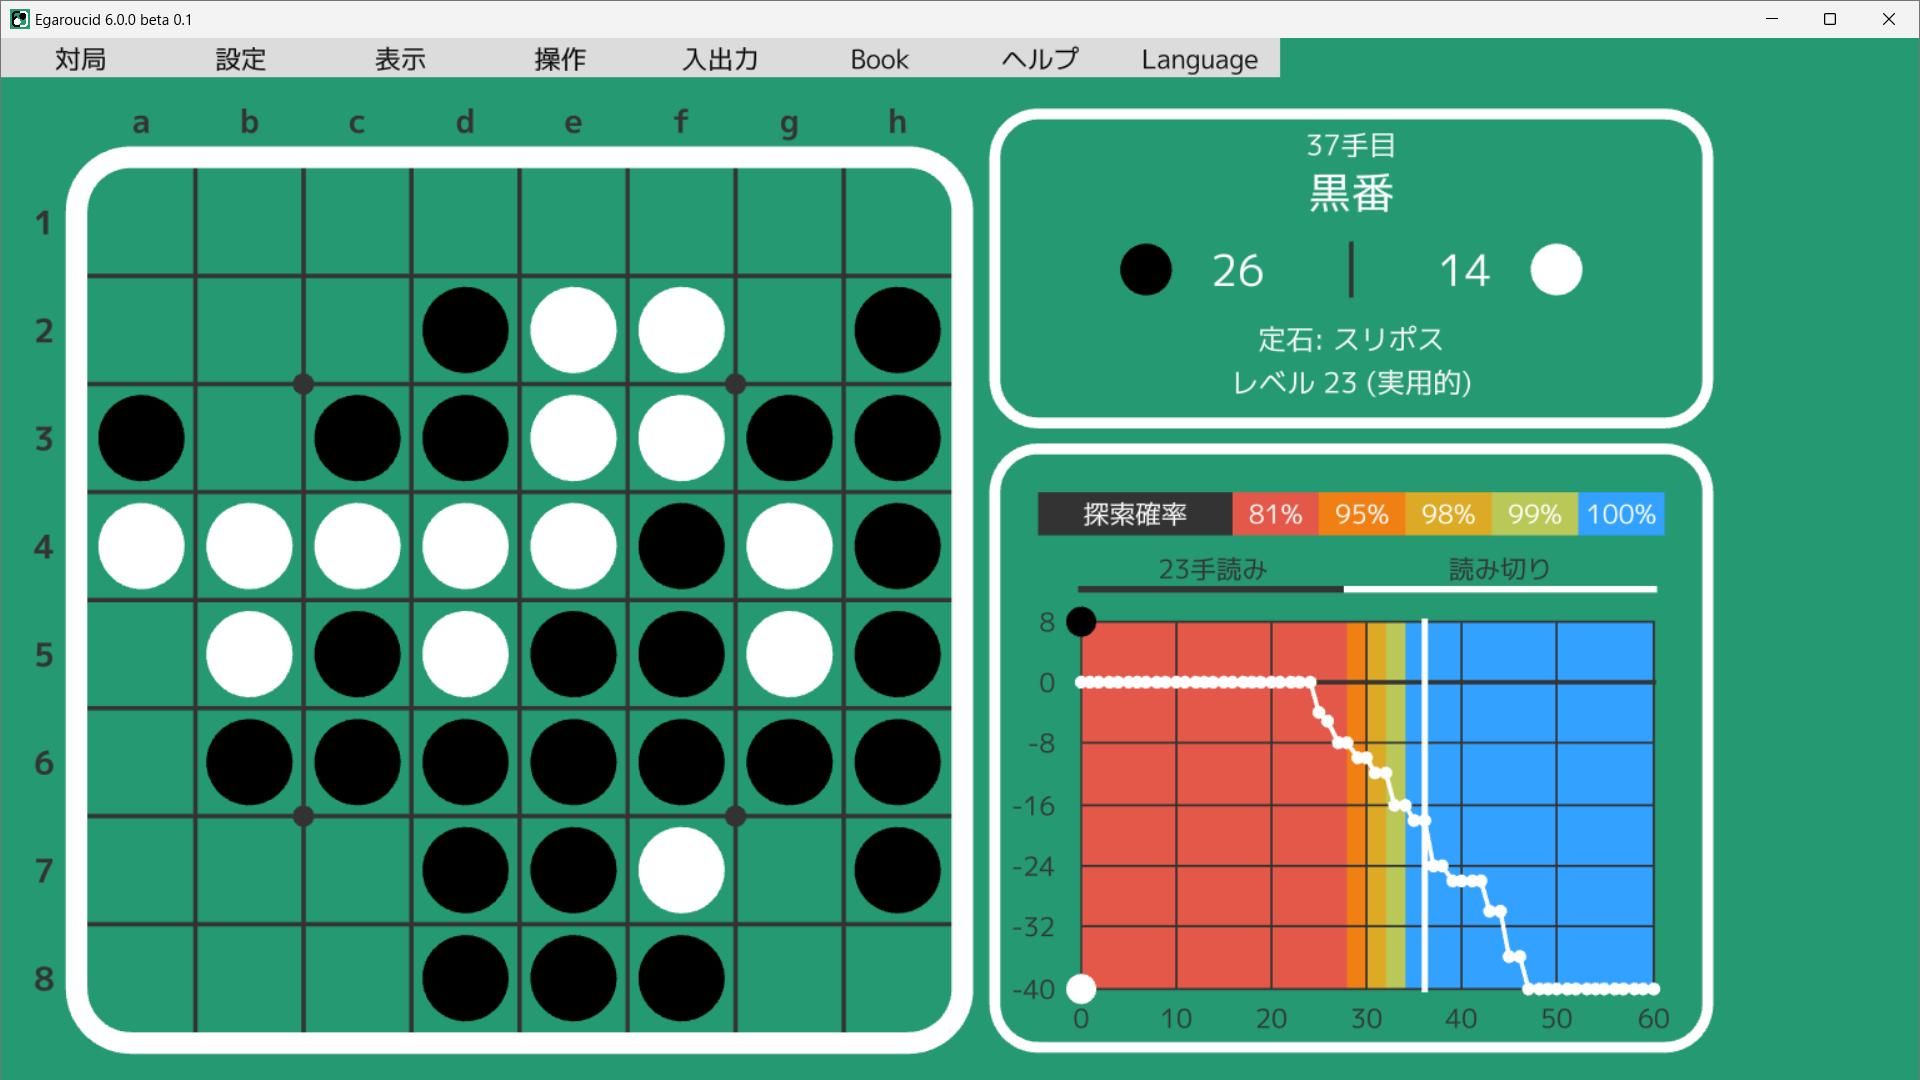 Egaroucid 6.0.0 beta 0.1
対局 設定 表示 操作 入出力 Book ヘルプ Language
a b c d e f g h
1
2
3
4
5
6
7
8
37手目
黒番
26 14
定石: スリポス
レベル 23 (実用的)
探索確率 81% 95% 98% 99% 100%
23手読み 読み切り
8
0
-8
-16
-24
-32
-40
0 10 20 30 40 50 60